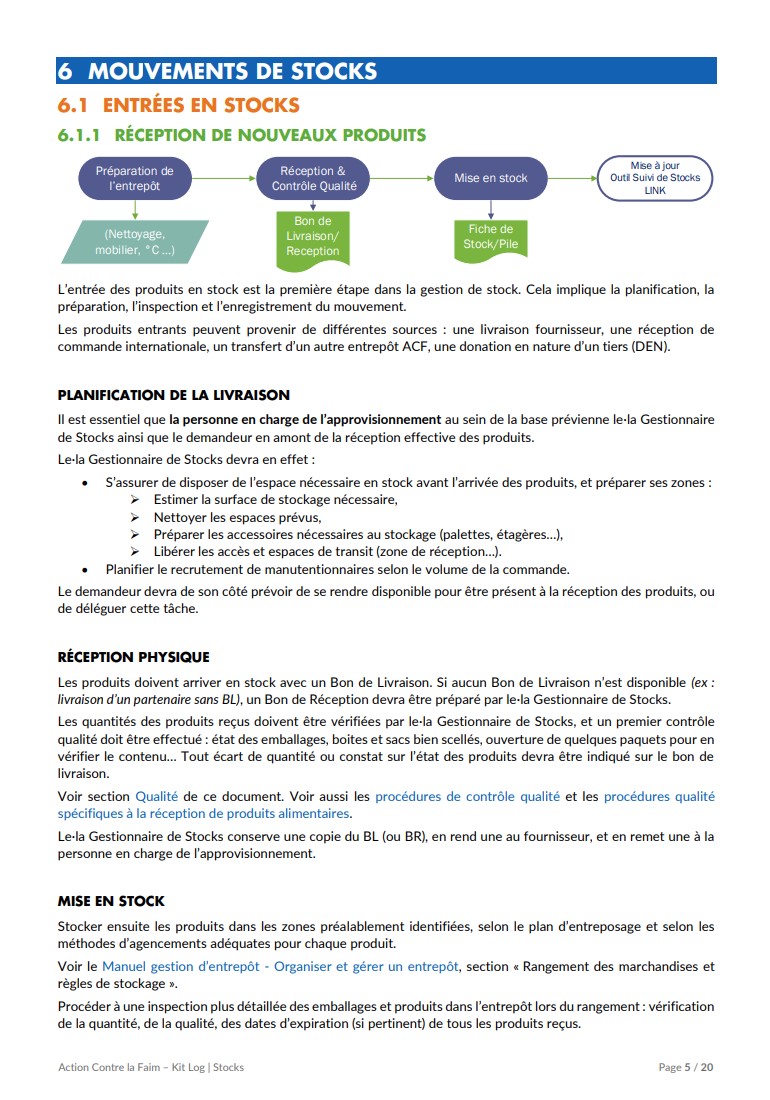 6 MOUVEMENTS DE STOCKS
6.1 ENTRÉES EN STOCKS
6.1.1 RÉCEPTION DE NOUVEAUX PRODUITS
Préparation de
l'entrepôt
Réception &
Contrôle Qualité
Mise en stock
Mise à jour
Outil Suivi de Stocks
LINK
(Nettoyage,
mobilier, °C ...)
Bon de
Livraison/
Reception
Fiche de
Stock/Pile
L'entrée des produits en stock est la première étape dans la gestion de stock. Cela implique la planification, la
préparation, l'inspection et l'enregistrement du mouvement.
Les produits entrants peuvent provenir de différentes sources : une livraison fournisseur, une réception de
commande internationale, un transfert d'un autre entrepôt ACF, une donation en nature d'un tiers (DEN).
PLANIFICATION DE LA LIVRAISON
Il est essentiel que la personne en charge de l'approvisionnement au sein de la base prévienne le·la Gestionnaire
de Stocks ainsi que le demandeur en amont de la réception effective des produits.
Le·la Gestionnaire de Stocks devra en effet :
• S'assurer de disposer de l'espace nécessaire en stock avant l'arrivée des produits, et préparer ses zones :
➢ Estimer la surface de stockage nécessaire,
➢ Nettoyer les espaces prévus,
➢ Préparer les accessoires nécessaires au stockage (palettes, étagères…),
➢ Libérer les accès et espaces de transit (zone de réception…).
• Planifier le recrutement de manutentionnaires selon le volume de la commande.
Le demandeur devra de son côté prévoir de se rendre disponible pour être présent à la réception des produits, ou
de déléguer cette tâche.
RÉCEPTION PHYSIQUE
Les produits doivent arriver en stock avec un Bon de Livraison. Si aucun Bon de Livraison n'est disponible (ex :
livraison d'un partenaire sans BL), un Bon de Réception devra être préparé par le·la Gestionnaire de Stocks.
Les quantités des produits reçus doivent être vérifiées par le·la Gestionnaire de Stocks, et un premier contrôle
qualité doit être effectué : état des emballages, boites et sacs bien scellés, ouverture de quelques paquets pour en
vérifier le contenu… Tout écart de quantité ou constat sur l'état des produits devra être indiqué sur le bon de
livraison.
Voir section Qualité de ce document. Voir aussi les procédures de contrôle qualité et les procédures qualité
spécifiques à la réception de produits alimentaires.
Le·la Gestionnaire de Stocks conserve une copie du BL (ou BR), en rend une au fournisseur, et en remet une à la
personne en charge de l'approvisionnement.
MISE EN STOCK
Stocker ensuite les produits dans les zones préalablement identifiées, selon le plan d'entreposage et selon les
méthodes d'agencements adéquates pour chaque produit.
Voir le Manuel gestion d'entrepôt - Organiser et gérer un entrepôt, section « Rangement des marchandises et
règles de stockage ».
Procéder à une inspection plus détaillée des emballages et produits dans l'entrepôt lors du rangement : vérification
de la quantité, de la qualité, des dates d'expiration (si pertinent) de tous les produits reçus.
Action Contre la Faim – Kit Log | Stocks
Page 5 / 20